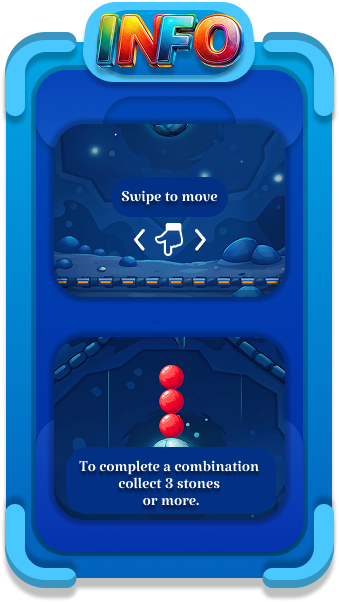 INFO
Swipe to move
To complete a combination
collect 3 stones
or more.